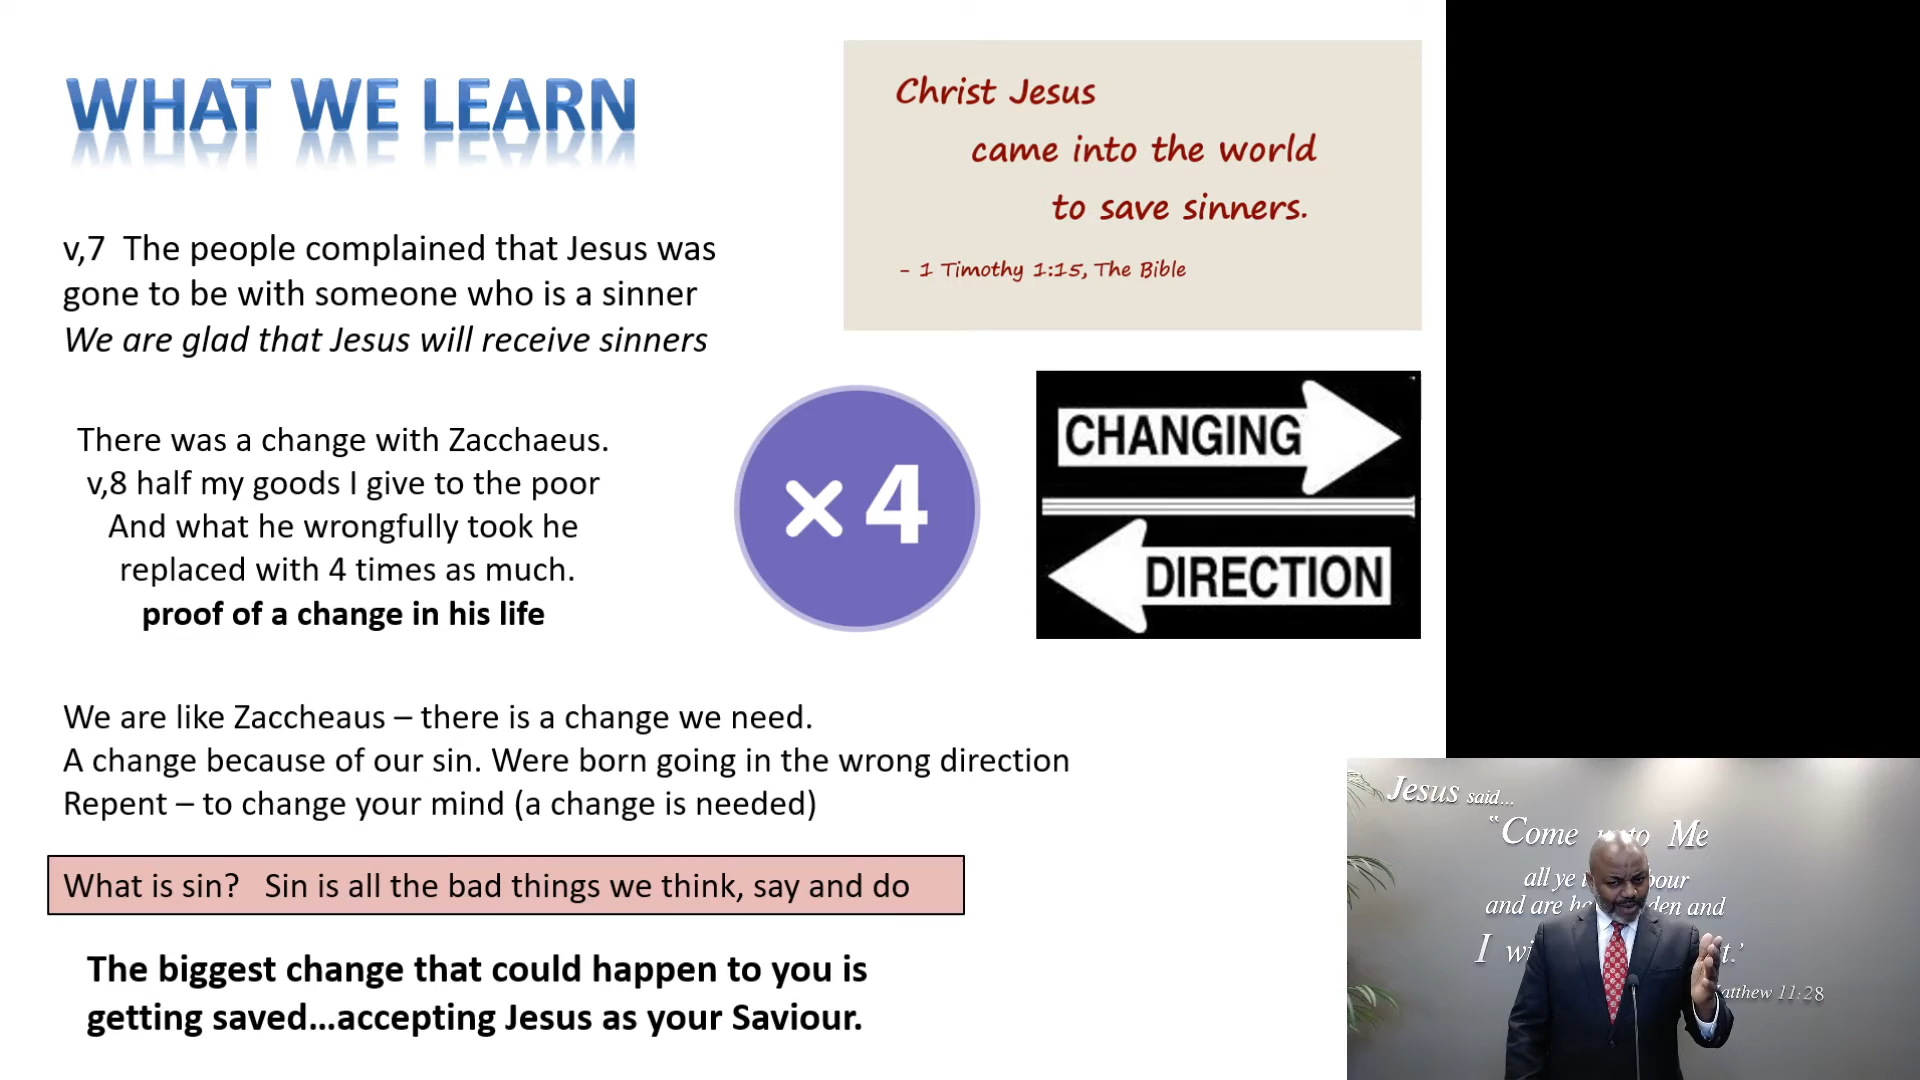 WHAT WE LEARN
Christ Jesus
came into the world
to save sinners.
- 1 Timothy 1:15, The Bible
v,7 The people complained that Jesus was
gone to be with someone who is a sinner
We are glad that Jesus will receive sinners
There was a change with Zacchaeus.
v,8 half my goods I give to the poor
And what he wrongfully took he
replaced with 4 times as much.
proof of a change in his life
×4
CHANGING
DIRECTION
We are like Zaccheaus – there is a change we need.
A change because of our sin. Were born going in the wrong direction
Repent – to change your mind (a change is needed)
What is sin? Sin is all the bad things we think, say and do
The biggest change that could happen to you is
getting saved...accepting Jesus as your Saviour.
Jesus said...
"Come Me
all ye
and are and
I
11:28